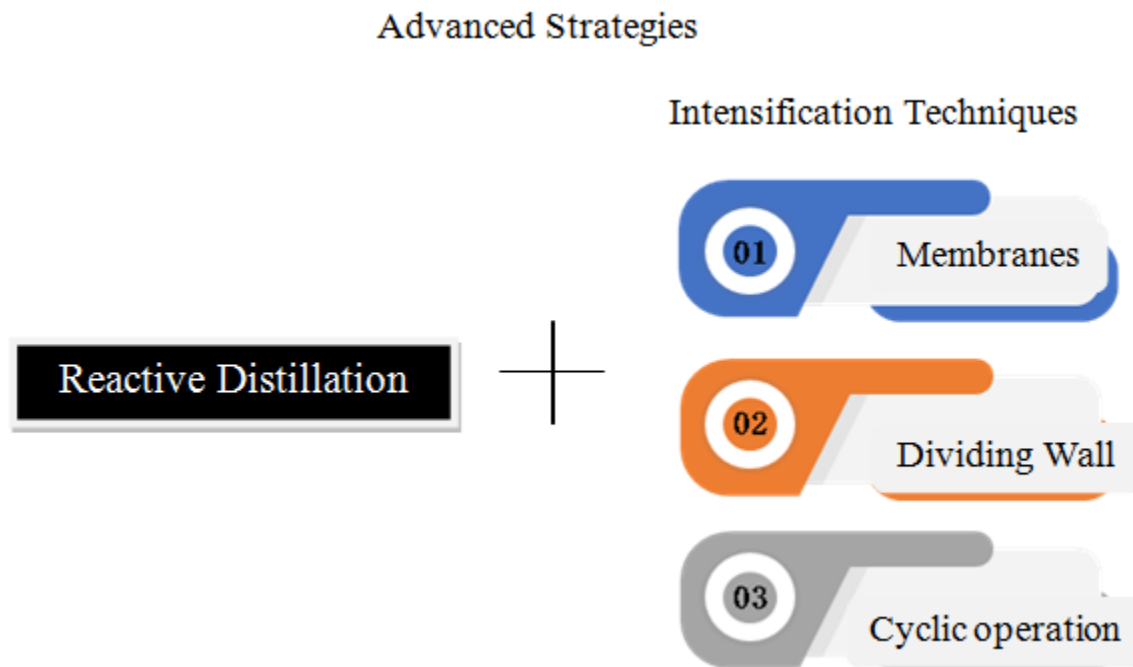 Advanced Strategies
Intensification Techniques
01
Membranes
Reactive Distillation
02
Dividing Wall
03
Cyclic operation